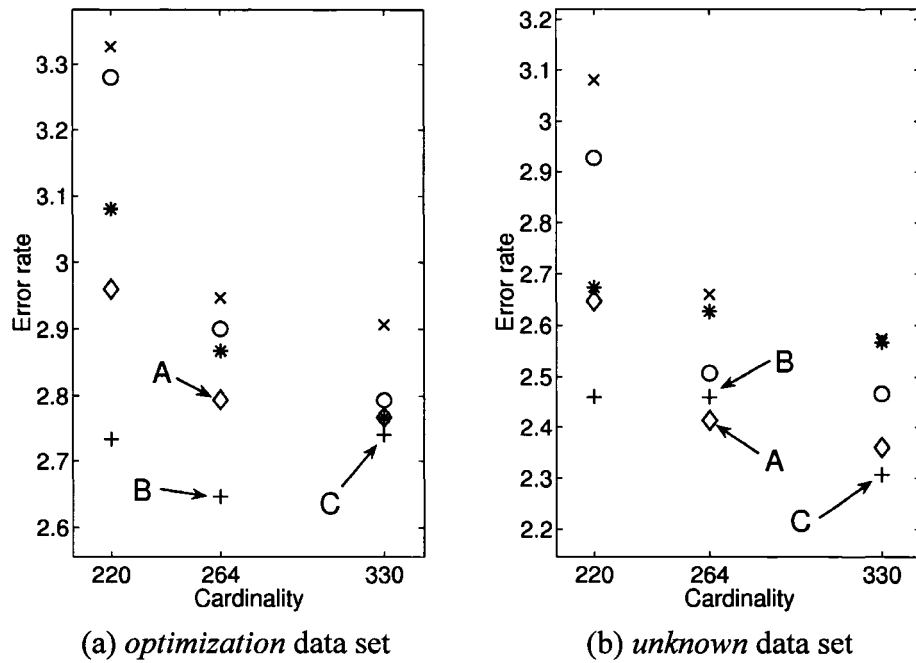 3.3
3.2
3.1
3
2.9
2.8
2.7
2.6
Error rate
A
B
C
220
264
330
Cardinality
(a) optimization data set
3.2
3.1
3
2.9
2.8
2.7
2.6
2.5
2.4
2.3
2.2
Error rate
B
A
C
220
264
330
Cardinality
(b) unknown data set